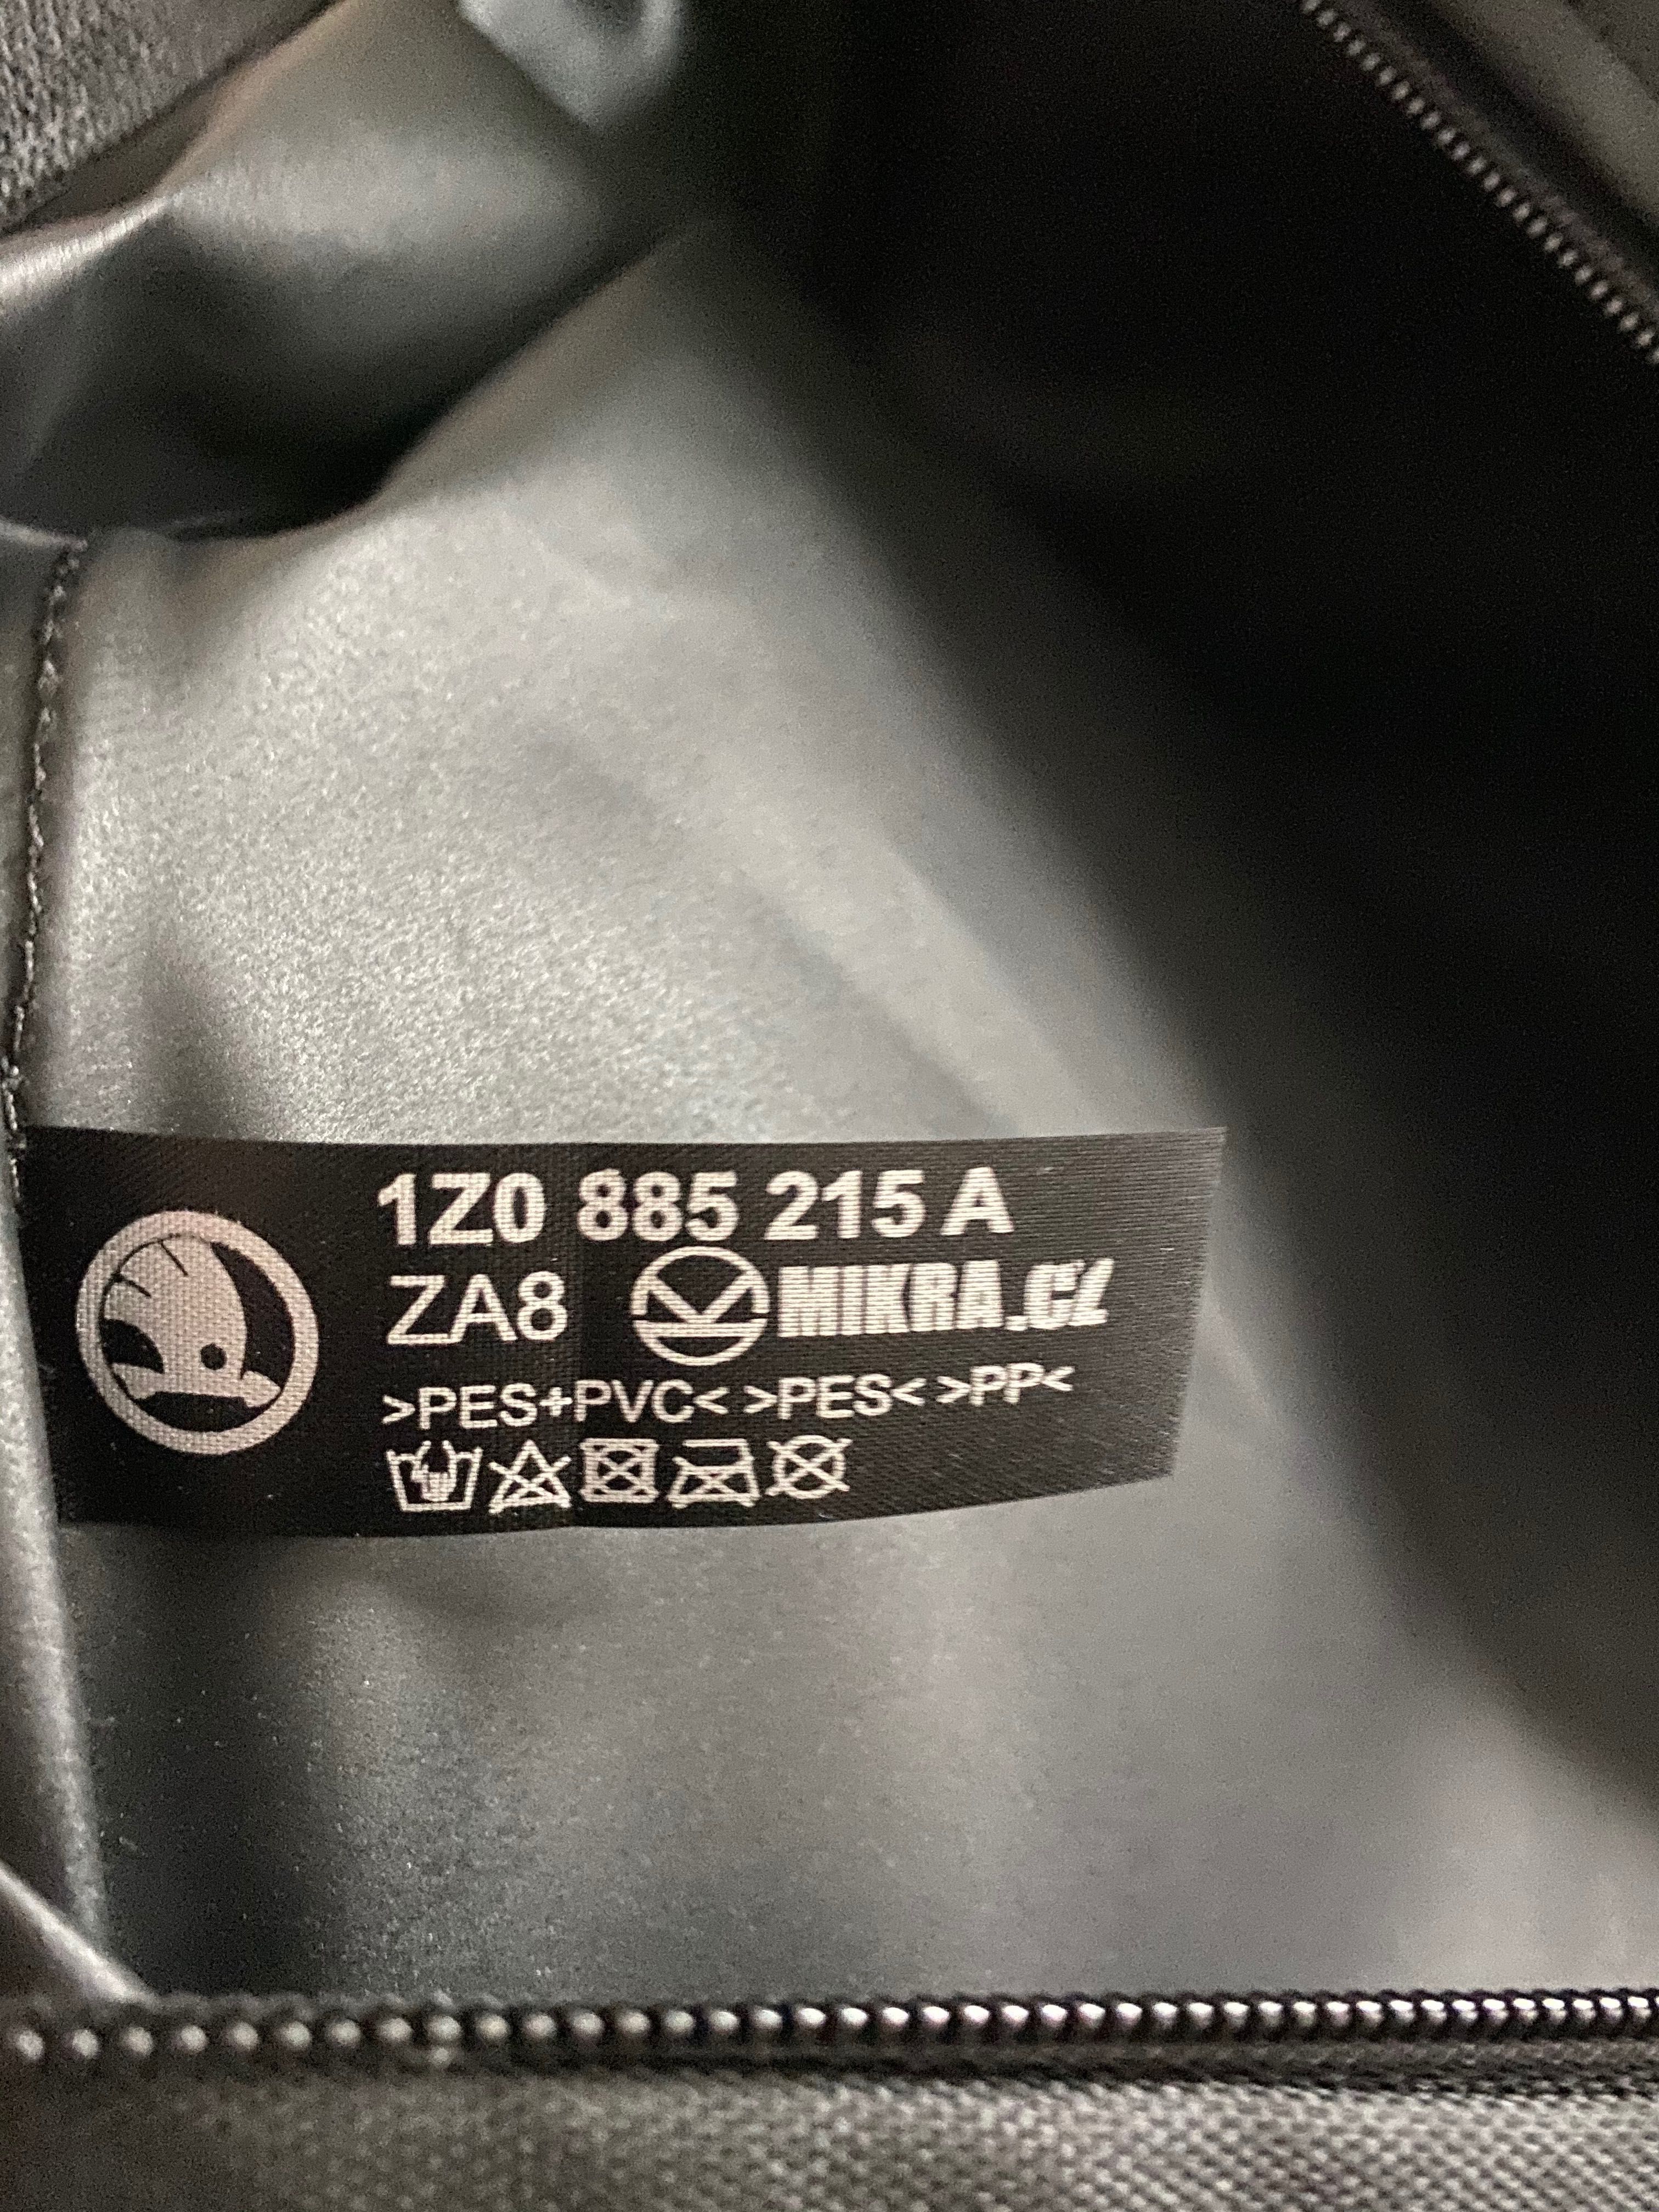 1Z0 885 215 A
ZA8 MIKRA.CZ
>PES+PVC< >PES< >PP<